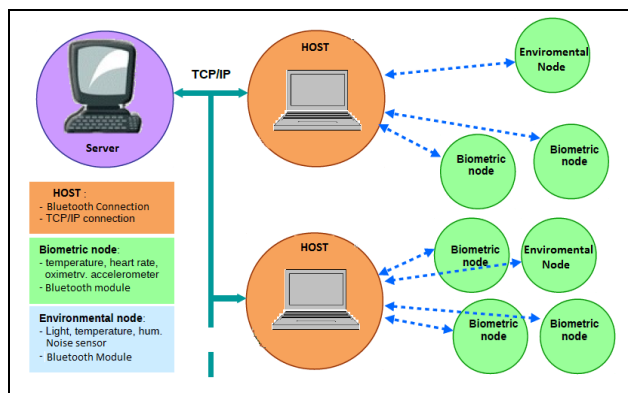 HOST
Enviromental
Node
TCP/IP
Server
Biometric
node
Biometric
node
HOST :
- Bluetooth Connection
- TCP/IP connection
Biometric node:
- temperature, heart rate,
oximetrv. accelerometer
- Bluetooth module
Environmental node:
- Light, temperature, hum.
Noise sensor
- Bluetooth Module
HOST
Biometric
node
Enviromental
Node
Biometric
node
Biometric
node